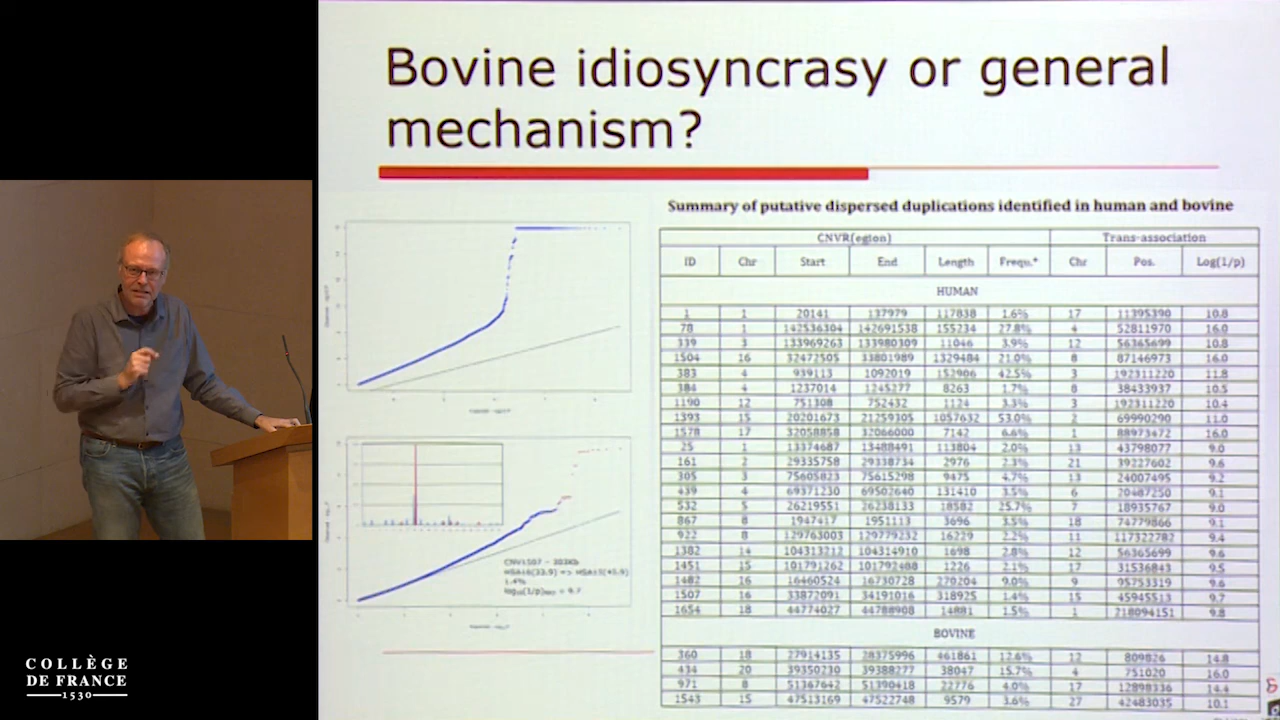 Bovine idiosyncrasy or general
mechanism?
Summary of putative dispersed duplications identified in human and bovine
CNVR(egion) Trans-association
ID Chr Start End Length Frequ.* Chr Pos. Log(1/p)
HUMAN
1 1 20141 137979 117838 1.6% 17 11395390 10.8
78 1 142536304 142691538 155234 27.8% 4 52811970 16.0
339 3 133969263 133980309 11046 3.9% 12 56365699 10.8
1504 16 32472505 33801989 1329484 21.0% 8 87146973 16.0
383 4 939113 1092019 152906 42.5% 3 192311220 11.8
384 4 1237014 1245277 8263 1.7% 8 38433937 10.5
1190 12 751308 752432 1124 3.3% 3 192311220 10.4
1393 15 20201673 21259305 1057632 53.0% 2 69990290 11.0
1578 17 32058858 32066000 7142 6.6% 1 88973472 16.0
25 1 13374687 13488491 113804 2.0% 13 43798077 9.0
161 2 29335758 29338734 2976 2.3% 21 39227602 9.6
305 3 75605823 75615298 9475 4.7% 13 24007495 9.2
439 4 69371230 69502640 131410 3.5% 6 20487250 9.1
532 5 26219551 26238133 18582 25.7% 7 18935767 9.0
867 8 1947417 1951113 3696 3.5% 18 74779866 9.1
922 8 129763003 129779232 16229 2.2% 11 117322782 9.4
1382 14 104313212 104314910 1698 2.8% 12 56365699 9.6
1451 15 101791262 101792488 1226 2.1% 17 31536843 9.5
1482 16 16460524 16730728 270204 9.0% 9 95753319 9.6
1507 16 33872091 34191016 318925 1.4% 15 45945513 9.7
1654 18 44774027 44788908 14881 1.5% 1 218094151 9.8
BOVINE
360 18 27914135 28375996 461861 12.6% 12 809826 14.8
434 20 39350230 39388277 38047 15.7% 4 751020 16.0
971 8 51367642 51390418 22776 4.0% 17 12898336 14.4
1543 15 47513169 47522748 9579 3.6% 27 42483035 10.1
1.4%
COLLÈGE
DE FRANCE
1530